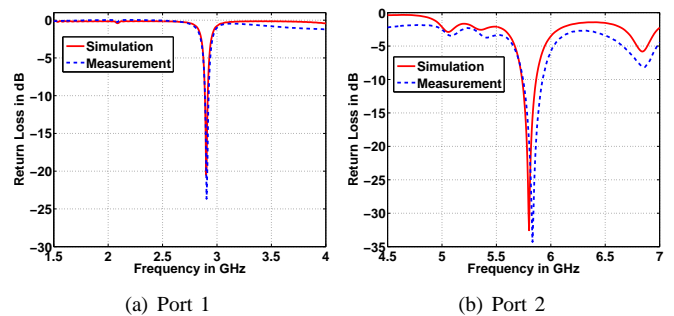 Return Loss in dB
0
−5
−10
−15
−20
−25
−30
Simulation
Measurement
1.5 2 2.5 3 3.5 4
Frequency in GHz
(a) Port 1
Return Loss in dB
0
−5
−10
−15
−20
−25
−30
−35
Simulation
Measurement
4.5 5 5.5 6 6.5 7
Frequency in GHz
(b) Port 2